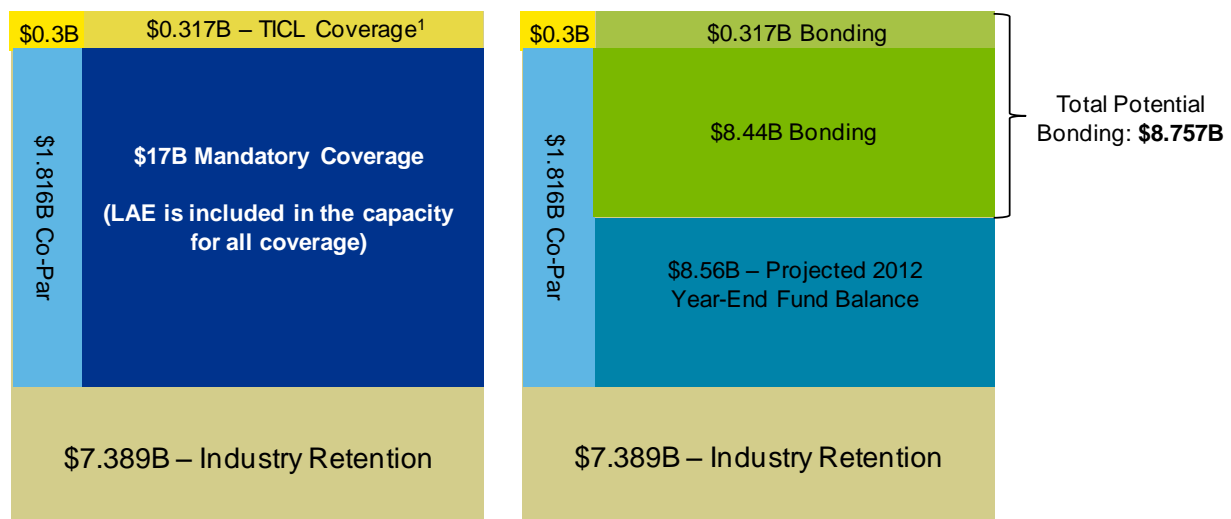 $0.3B
$0.317B – TICL Coverage1
$1.816B Co-Par
$17B Mandatory Coverage
(LAE is included in the capacity
for all coverage)
$7.389B – Industry Retention
$0.3B
$0.317B Bonding
$1.816B Co-Par
$8.44B Bonding
$8.56B – Projected 2012
Year-End Fund Balance
$7.389B – Industry Retention
Total Potential
Bonding: $8.757B